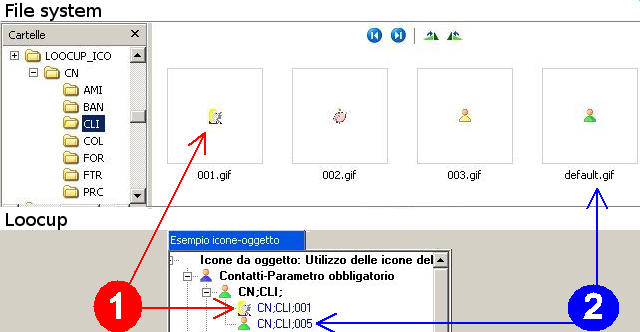 File system
Cartelle
LOOCUP_ICO
CN
AMI
BAN
CLI
COL
FOR
FTR
PRC
001.gif
002.gif
003.gif
default.gif
Loocup
Esempio icone-oggetto
Icone da oggetto: Utilizzo delle icone del
Contatti-Parametro obbligatorio
CN;CLI;
1
CN;CLI;001
CN;CLI;005
2